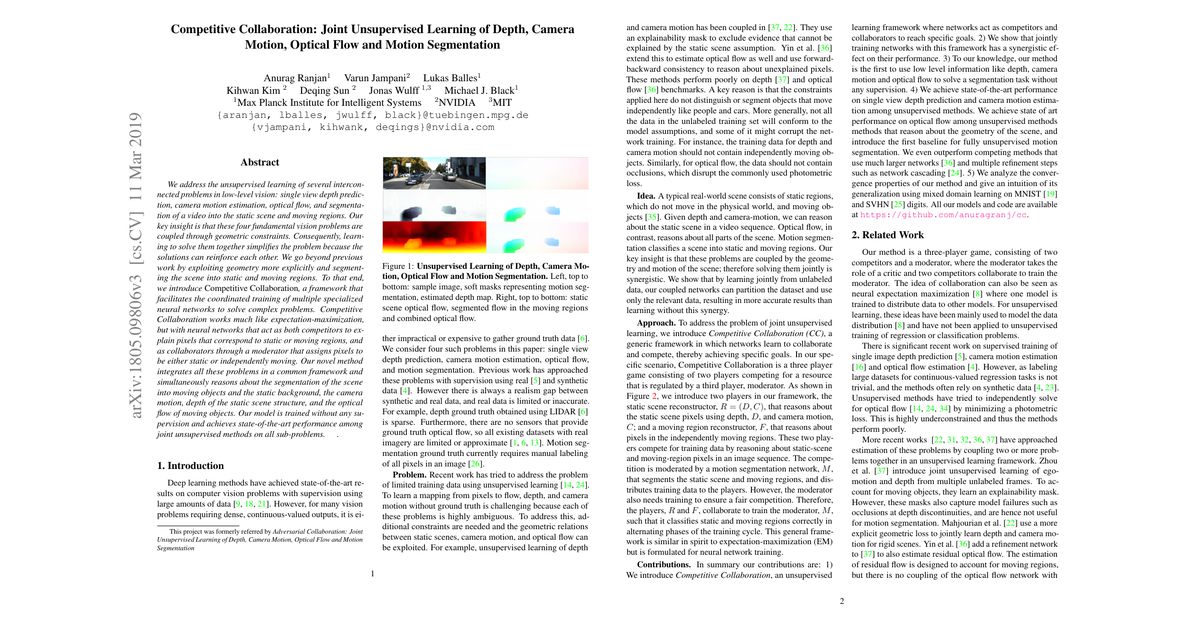 Competitive Collaboration: Joint Unsupervised Learning of Depth, Camera
Motion, Optical Flow and Motion Segmentation
Anurag Ranjan1 Varun Jampani2 Lukas Balles1
Kihwan Kim 2 Deqing Sun 2 Jonas Wulff 1,3 Michael J. Black1
1Max Planck Institute for Intelligent Systems 2NVIDIA 3MIT
{aranjan, lballes, jwulff, black}@tuebingen.mpg.de
{vjampani, kihwank, deqings}@nvidia.com
arXiv:1805.09806v3 [cs.CV] 11 Mar 2019
Abstract
We address the unsupervised learning of several intercon-
nected problems in low-level vision: single view depth predic-
tion, camera motion estimation, optical flow, and segmenta-
tion of a video into the static scene and moving regions. Our
key insight is that these four fundamental vision problems are
coupled through geometric constraints. Consequently, learn-
ing to solve them together simplifies the problem because the
solutions can reinforce each other. We go beyond previous
work by exploiting geometry more explicitly and segment-
ing the scene into static and moving regions. To that end,
we introduce Competitive Collaboration, a framework that
facilitates the coordinated training of multiple specialized
neural networks to solve complex problems. Competitive
Collaboration works much like expectation-maximization,
but with neural networks that act as both competitors to ex-
plain pixels that correspond to static or moving regions, and
as collaborators through a moderator that assigns pixels to
be either static or independently moving. Our novel method
integrates all these problems in a common framework and
simultaneously reasons about the segmentation of the scene
into moving objects and the static background, the camera
motion, depth of the static scene structure, and the optical
flow of moving objects. Our model is trained without any su-
pervision and achieves state-of-the-art performance among
joint unsupervised methods on all sub-problems. .
1. Introduction
Deep learning methods have achieved state-of-the-art re-
sults on computer vision problems with supervision using
large amounts of data [9, 18, 21]. However, for many vision
problems requiring dense, continuous-valued outputs, it is ei-
This project was formerly referred by Adversarial Collaboration: Joint
Unsupervised Learning of Depth, Camera Motion, Optical Flow and Motion
Segmentation
Figure 1: Unsupervised Learning of Depth, Camera Mo-
tion, Optical Flow and Motion Segmentation. Left, top to
bottom: sample image, soft masks representing motion seg-
mentation, estimated depth map. Right, top to bottom: static
scene optical flow, segmented flow in the moving regions
and combined optical flow.
ther impractical or expensive to gather ground truth data [6].
We consider four such problems in this paper: single view
depth prediction, camera motion estimation, optical flow,
and motion segmentation. Previous work has approached
these problems with supervision using real [5] and synthetic
data [4]. However there is always a realism gap between
synthetic and real data, and real data is limited or inaccurate.
For example, depth ground truth obtained using LIDAR [6]
is sparse. Furthermore, there are no sensors that provide
ground truth optical flow, so all existing datasets with real
imagery are limited or approximate [1, 6, 13]. Motion seg-
mentation ground truth currently requires manual labeling
of all pixels in an image [26].
Problem. Recent work has tried to address the problem
of limited training data using unsupervised learning [14, 24].
To learn a mapping from pixels to flow, depth, and camera
motion without ground truth is challenging because each of
these problems is highly ambiguous. To address this, ad-
ditional constraints are needed and the geometric relations
between static scenes, camera motion, and optical flow can
be exploited. For example, unsupervised learning of depth
1
and camera motion has been coupled in [37, 22]. They use
an explainability mask to exclude evidence that cannot be
explained by the static scene assumption. Yin et al. [36]
extend this to estimate optical flow as well and use forward-
backward consistency to reason about unexplained pixels.
These methods perform poorly on depth [37] and optical
flow [36] benchmarks. A key reason is that the constraints
applied here do not distinguish or segment objects that move
independently like people and cars. More generally, not all
the data in the unlabeled training set will conform to the
model assumptions, and some of it might corrupt the net-
work training. For instance, the training data for depth and
camera motion should not contain independently moving ob-
jects. Similarly, for optical flow, the data should not contain
occlusions, which disrupt the commonly used photometric
loss.
Idea. A typical real-world scene consists of static regions,
which do not move in the physical world, and moving ob-
jects [35]. Given depth and camera-motion, we can reason
about the static scene in a video sequence. Optical flow, in
contrast, reasons about all parts of the scene. Motion segmen-
tation classifies a scene into static and moving regions. Our
key insight is that these problems are coupled by the geometry
and motion of the scene; therefore solving them jointly is
synergistic. We show that by learning jointly from unlabeled
data, our coupled networks can partition the dataset and use
only the relevant data, resulting in more accurate results than
learning without this synergy.
Approach. To address the problem of joint unsupervised
learning, we introduce Competitive Collaboration (CC), a
generic framework in which networks learn to collaborate
and compete, thereby achieving specific goals. In our spe-
cific scenario, Competitive Collaboration is a three player
game consisting of two players competing for a resource
that is regulated by a third player, moderator. As shown in
Figure 2, we introduce two players in our framework, the
static scene reconstructor, R = (D, C), that reasons about
the static scene pixels using depth, D, and camera motion,
C; and a moving region reconstructor, F, that reasons about
pixels in the independently moving regions. These two play-
ers compete for training data by reasoning about static-scene
and moving-region pixels in an image sequence. The compe-
tition is moderated by a motion segmentation network, M,
that segments the static scene and moving regions, and dis-
tributes training data to the players. However, the moderator
also needs training to ensure a fair competition. Therefore,
the players, R and F, collaborate to train the moderator, M,
such that it classifies static and moving regions correctly in
alternating phases of the training cycle. This general frame-
work is similar in spirit to expectation-maximization (EM)
but is formulated for neural network training.
Contributions. In summary our contributions are: 1)
We introduce Competitive Collaboration, an unsupervised
learning framework where networks act as competitors and
collaborators to reach specific goals. 2) We show that jointly
training networks with this framework has a synergistic ef-
fect on their performance. 3) To our knowledge, our method
is the first to use low level information like depth, camera
motion and optical flow to solve a segmentation task without
any supervision. 4) We achieve state-of-the-art performance
on single view depth prediction and camera motion estima-
tion among unsupervised methods. We achieve state of art
performance on optical flow among unsupervised methods
methods that reason about the geometry of the scene, and
introduce the first baseline for fully unsupervised motion
segmentation. We even outperform competing methods that
use much larger networks [36] and multiple refinement steps
such as network cascading [24]. 5) We analyze the conver-
gence properties of our method and give an intuition of its
generalization using mixed domain learning on MNIST [19]
and SVHN [25] digits. All our models and code are available
at https://github.com/anuragranj/cc.
2. Related Work
Our method is a three-player game, consisting of two
competitors and a moderator, where the moderator takes the
role of a critic and two competitors collaborate to train the
moderator. The idea of collaboration can also be seen as
neural expectation maximization [8] where one model is
trained to distribute data to other models. For unsupervised
learning, these ideas have been mainly used to model the data
distribution [8] and have not been applied to unsupervised
training of regression or classification problems.
There is significant recent work on supervised training of
single image depth prediction [5], camera motion estimation
[16] and optical flow estimation [4]. However, as labeling
large datasets for continuous-valued regression tasks is not
trivial, and the methods often rely on synthetic data [4, 23].
Unsupervised methods have tried to independently solve
for optical flow [14, 24, 34] by minimizing a photometric
loss. This is highly underconstrained and thus the methods
perform poorly.
More recent works [22, 31, 32, 36, 37] have approached
estimation of these problems by coupling two or more prob-
lems together in an unsupervised learning framework. Zhou
et al. [37] introduce joint unsupervised learning of ego-
motion and depth from multiple unlabeled frames. To ac-
count for moving objects, they learn an explainability mask.
However, these masks also capture model failures such as
occlusions at depth discontinuities, and are hence not useful
for motion segmentation. Mahjourian et al. [22] use a more
explicit geometric loss to jointly learn depth and camera mo-
tion for rigid scenes. Yin et al. [36] add a refinement network
to [37] to also estimate residual optical flow. The estimation
of residual flow is designed to account for moving regions,
but there is no coupling of the optical flow network with
2